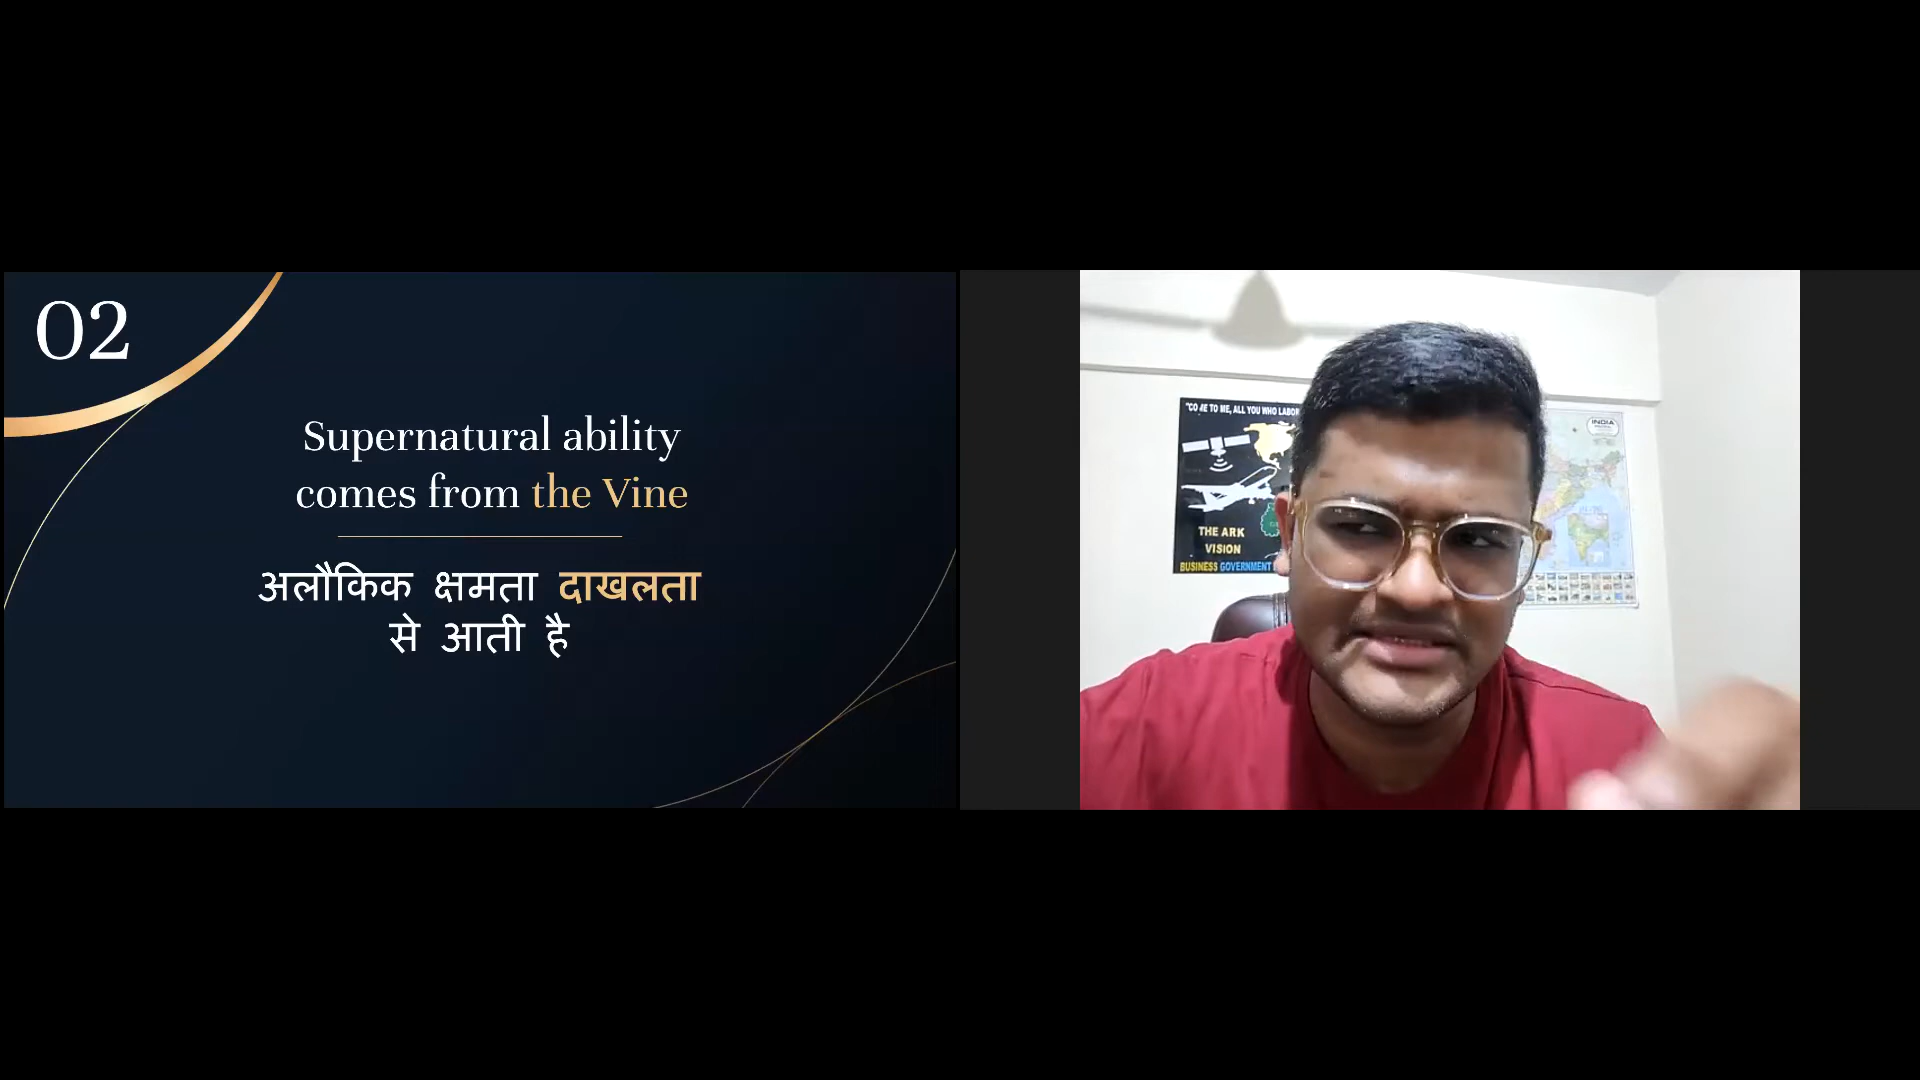 02
Supernatural ability
comes from the Vine
अलौकिक क्षमता दाखलता
से आती है
"COME TO ME, ALL YOU WHO LABOR
THE ARK
VISION
BUSINESS GOVERNMENT
INDIA